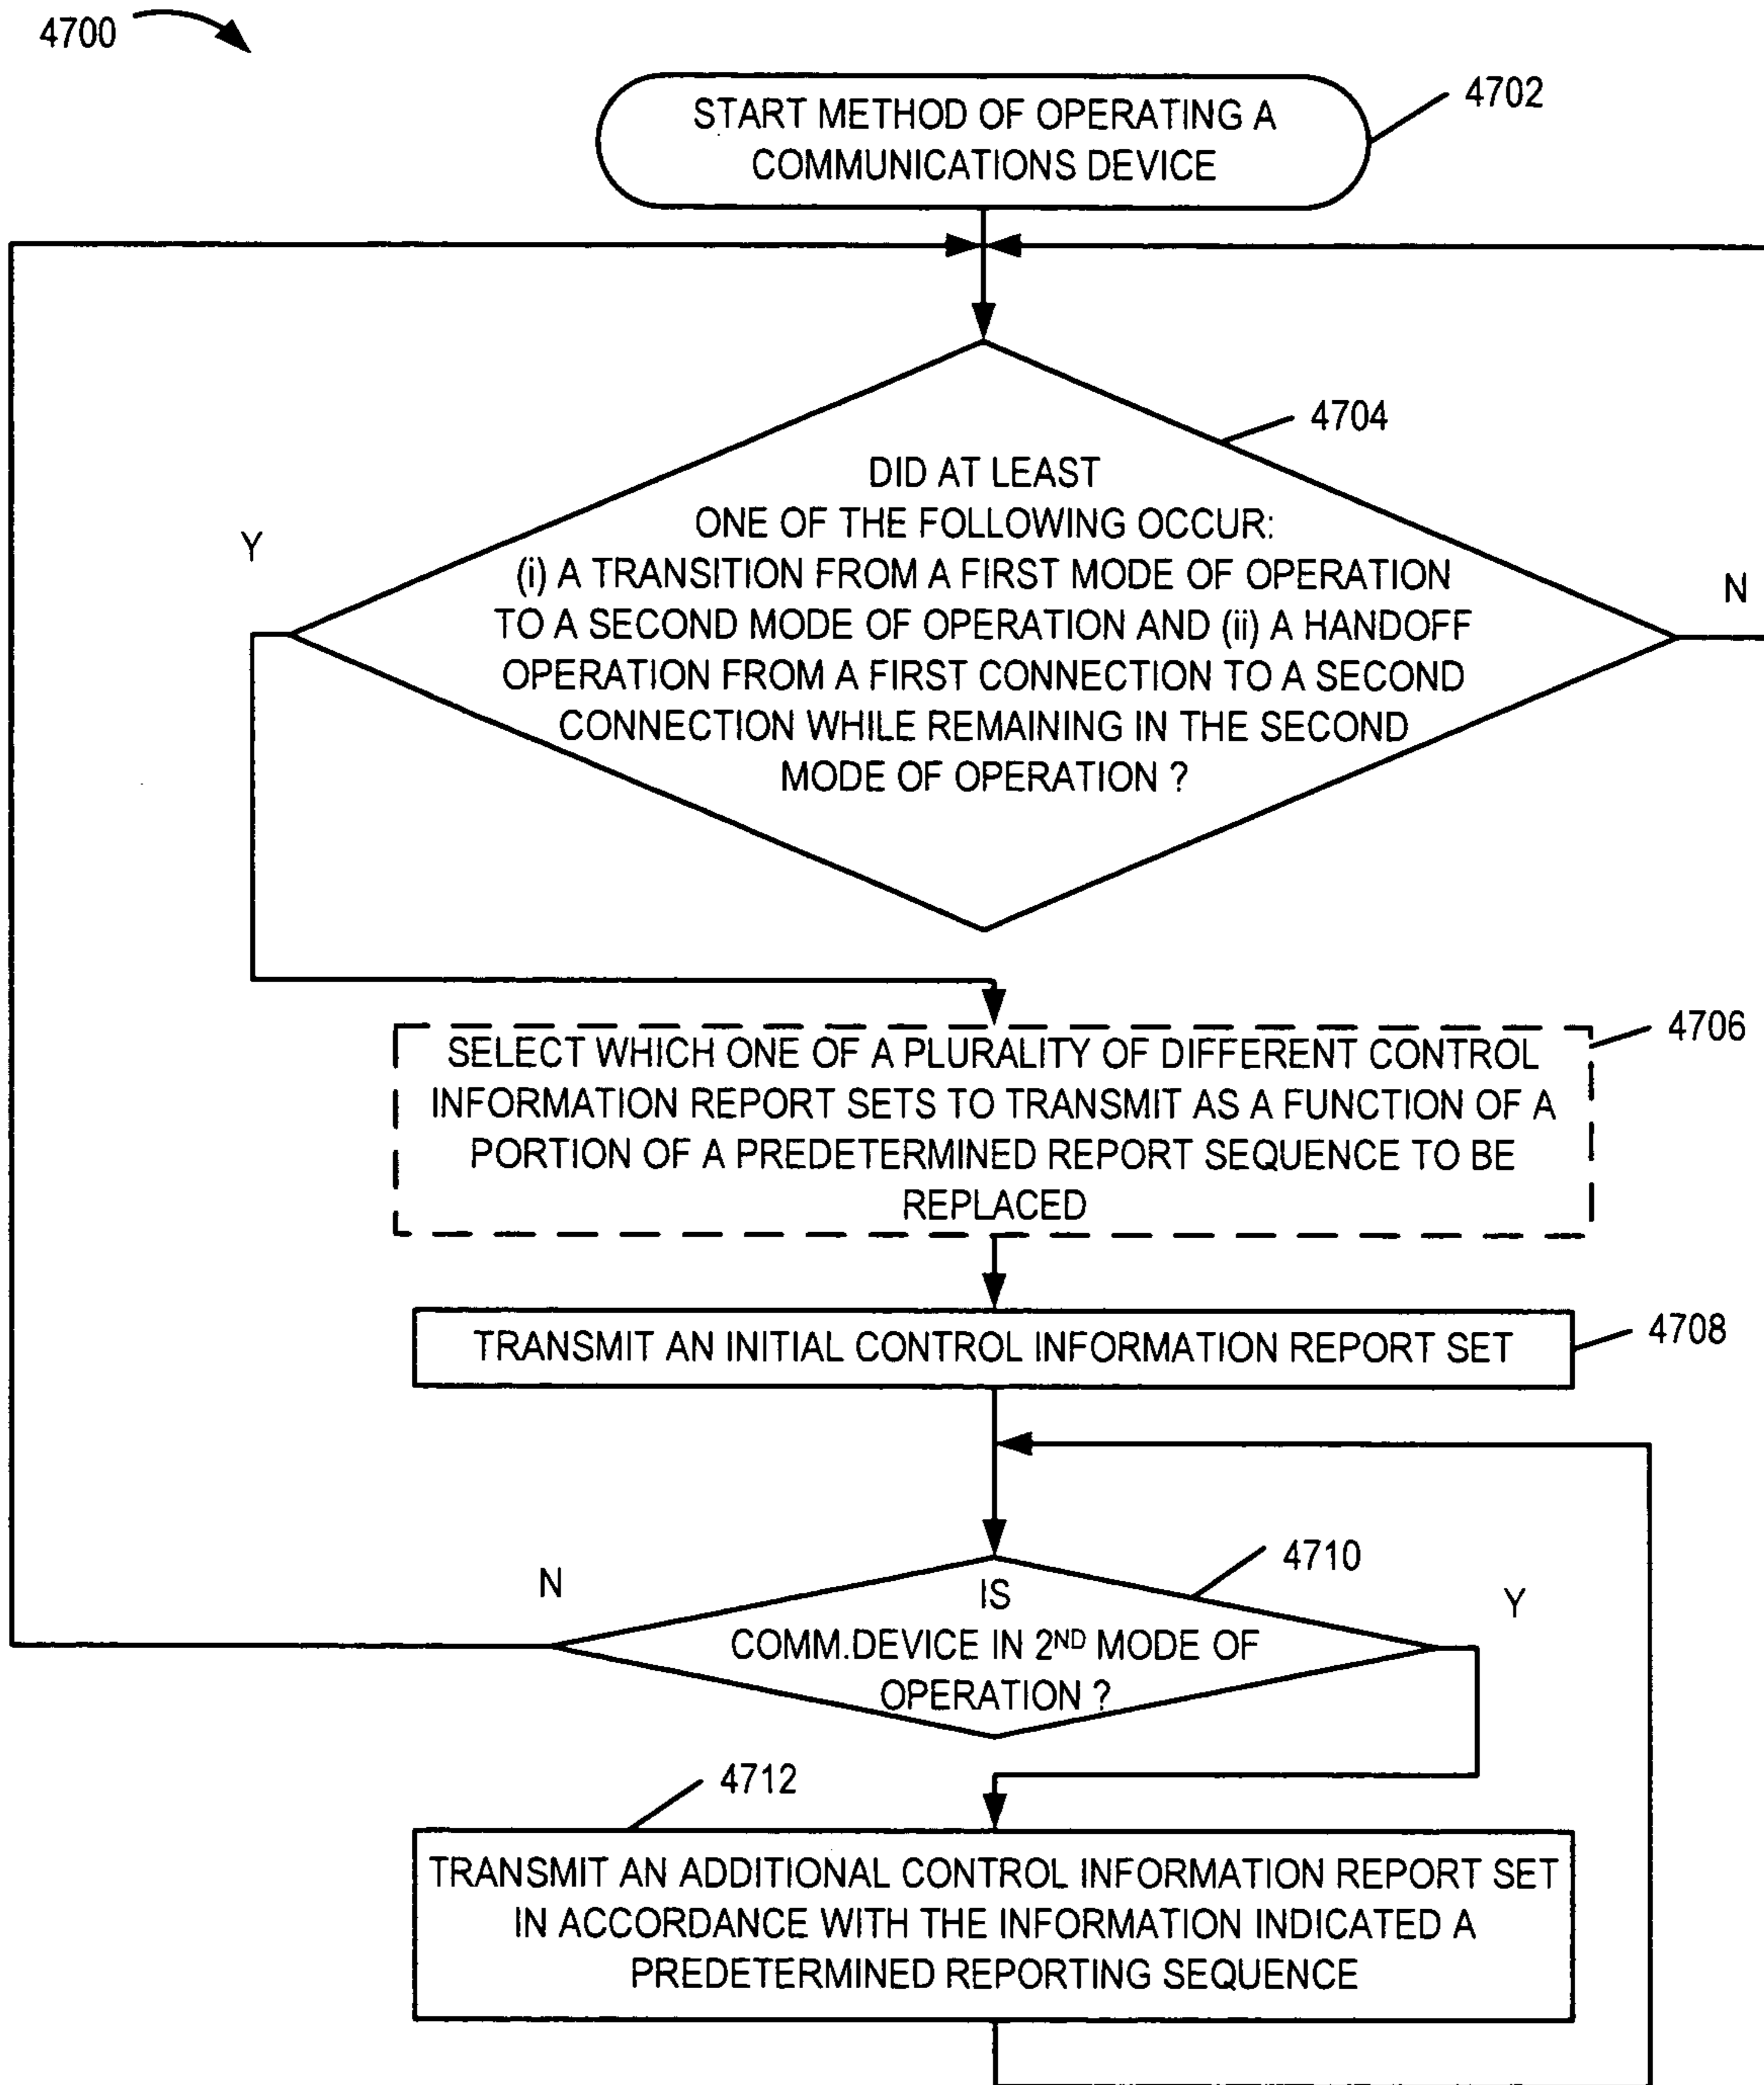 4700
START METHOD OF OPERATING A
COMMUNICATIONS DEVICE
4702
4704
DID AT LEAST
ONE OF THE FOLLOWING OCCUR:
(i) A TRANSITION FROM A FIRST MODE OF OPERATION
TO A SECOND MODE OF OPERATION AND (ii) A HANDOFF
OPERATION FROM A FIRST CONNECTION TO A SECOND
CONNECTION WHILE REMAINING IN THE SECOND
MODE OF OPERATION ?
Y
N
4706
SELECT WHICH ONE OF A PLURALITY OF DIFFERENT CONTROL
INFORMATION REPORT SETS TO TRANSMIT AS A FUNCTION OF A
PORTION OF A PREDETERMINED REPORT SEQUENCE TO BE
REPLACED
TRANSMIT AN INITIAL CONTROL INFORMATION REPORT SET
4708
4710
N
IS
COMM.DEVICE IN 2ND MODE OF
OPERATION ?
Y
4712
TRANSMIT AN ADDITIONAL CONTROL INFORMATION REPORT SET
IN ACCORDANCE WITH THE INFORMATION INDICATED A
PREDETERMINED REPORTING SEQUENCE